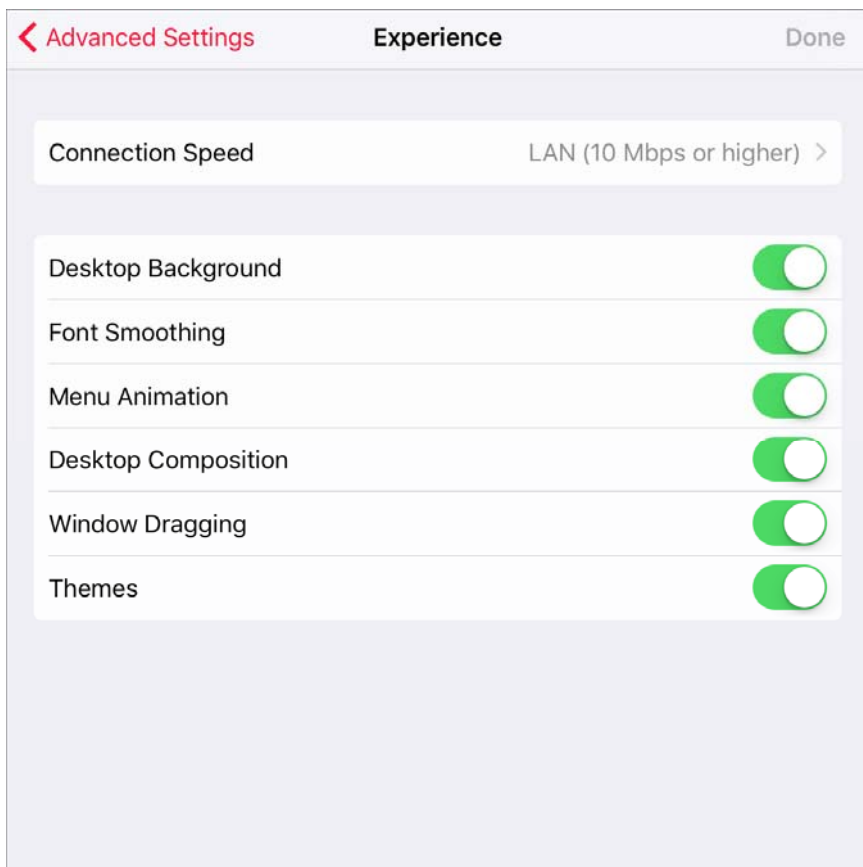 Advanced Settings Experience Done
Connection Speed LAN (10 Mbps or higher)
Desktop Background
Font Smoothing
Menu Animation
Desktop Composition
Window Dragging
Themes